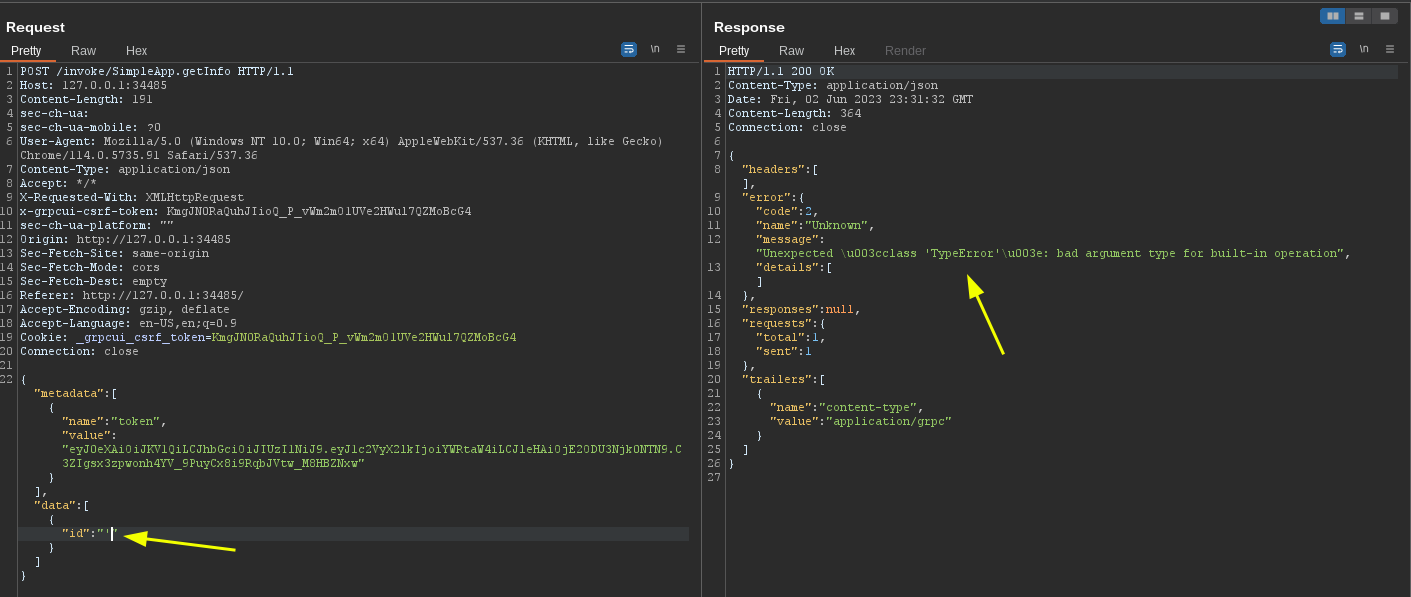 Request
Pretty Raw Hex
\n
1 POST /invoke/SimpleApp.getInfo HTTP/1.1
2 Host: 127.0.0.1:34485
3 Content-Length: 191
4 sec-ch-ua:
5 sec-ch-ua-mobile: ?0
6 User-Agent: Mozilla/5.0 (Windows NT 10.0; Win64; x64) AppleWebKit/537.36 (KHTML, like Gecko)
Chrome/114.0.5735.91 Safari/537.36
7 Content-Type: application/json
8 Accept: */*
9 X-Requested-With: XMLHttpRequest
10 x-grpcui-csrf-token: KmgJN0RaQuhJIioQ_P_vWm2m01UVe2HWul7QZMoBcG4
11 sec-ch-ua-platform: ""
12 Origin: http://127.0.0.1:34485
13 Sec-Fetch-Site: same-origin
14 Sec-Fetch-Mode: cors
15 Sec-Fetch-Dest: empty
16 Referer: http://127.0.0.1:34485/
17 Accept-Encoding: gzip, deflate
18 Accept-Language: en-US,en;q=0.9
19 Cookie: _grpcui_csrf_token=KmgJN0RaQuhJIioQ_P_vWm2m01UVe2HWul7QZMoBcG4
20 Connection: close
21
22 {
"metadata":[
{
"name":"token",
"value":
"eyJ0eXAiOiJKV1QiLCJhbGciOiJIUzI1NiJ9.eyJ1c2VyX2lkIjoiYWRtaW4iLCJleHAiOjE2ODU3Njk0NTN9.C
3ZIgsx3zpwonh4YV_9PuyCx8i9RqbJVtw_M8HBZNxw"
}
],
"data":[
{
"id":"'"
}
]
}
Response
Pretty Raw Hex Render
\n
1 HTTP/1.1 200 OK
2 Content-Type: application/json
3 Date: Fri, 02 Jun 2023 23:31:32 GMT
4 Content-Length: 364
5 Connection: close
6
7 {
8 "headers":[
],
9 "error":{
10 "code":2,
11 "name":"Unknown",
12 "message":
"Unexpected \u003cclass 'TypeError'\u003e: bad argument type for built-in operation",
13 "details":[
]
14 },
15 "responses":null,
16 "requests":{
17 "total":1,
18 "sent":1
19 },
20 "trailers":[
21 {
22 "name":"content-type",
23 "value":"application/grpc"
24 }
25 ]
26 }
27